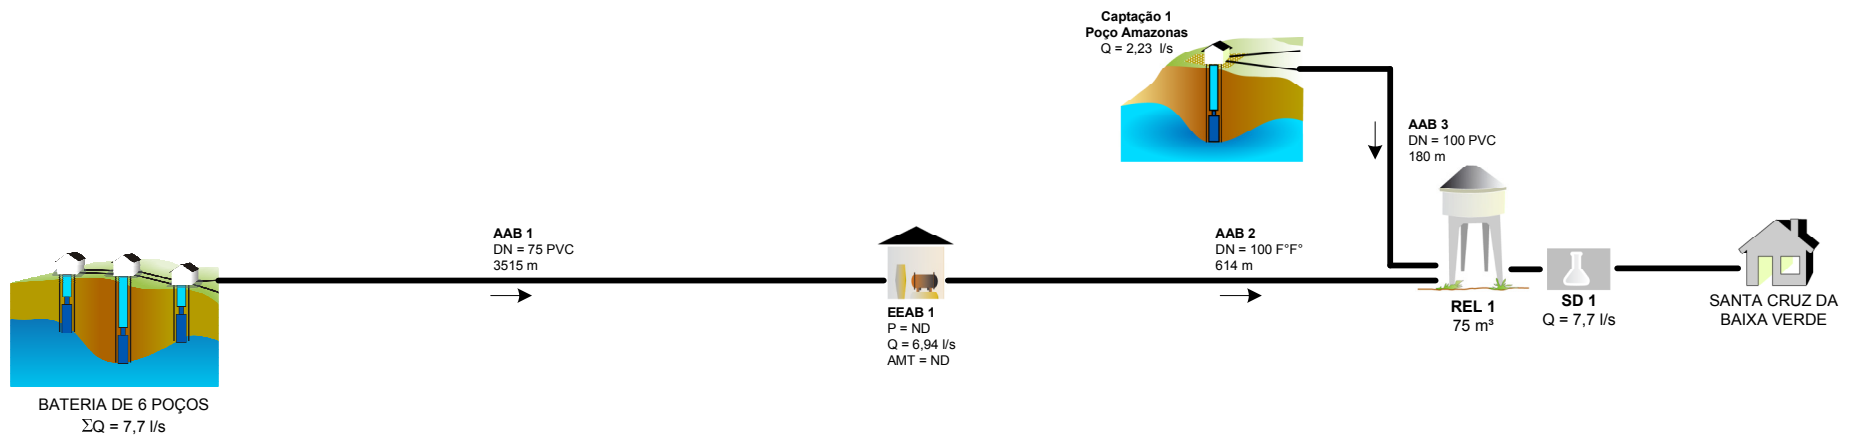 Captação 1
Poço Amazonas
Q = 2,23 l/s
AAB 3
DN = 100 PVC
180 m
AAB 1
DN = 75 PVC
3515 m
AAB 2
DN = 100 F°F°
614 m
EEAB 1
P = ND
Q = 6,94 l/s
AMT = ND
REL 1
75 m³
SD 1
Q = 7,7 l/s
SANTA CRUZ DA
BAIXA VERDE
BATERIA DE 6 POÇOS
ΣQ = 7,7 l/s